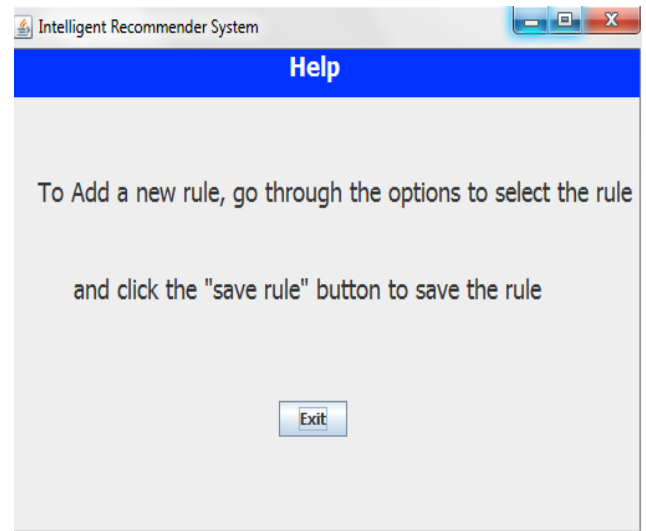 Intelligent Recommender System
Help
To Add a new rule, go through the options to select the rule
and click the "save rule" button to save the rule
Exit